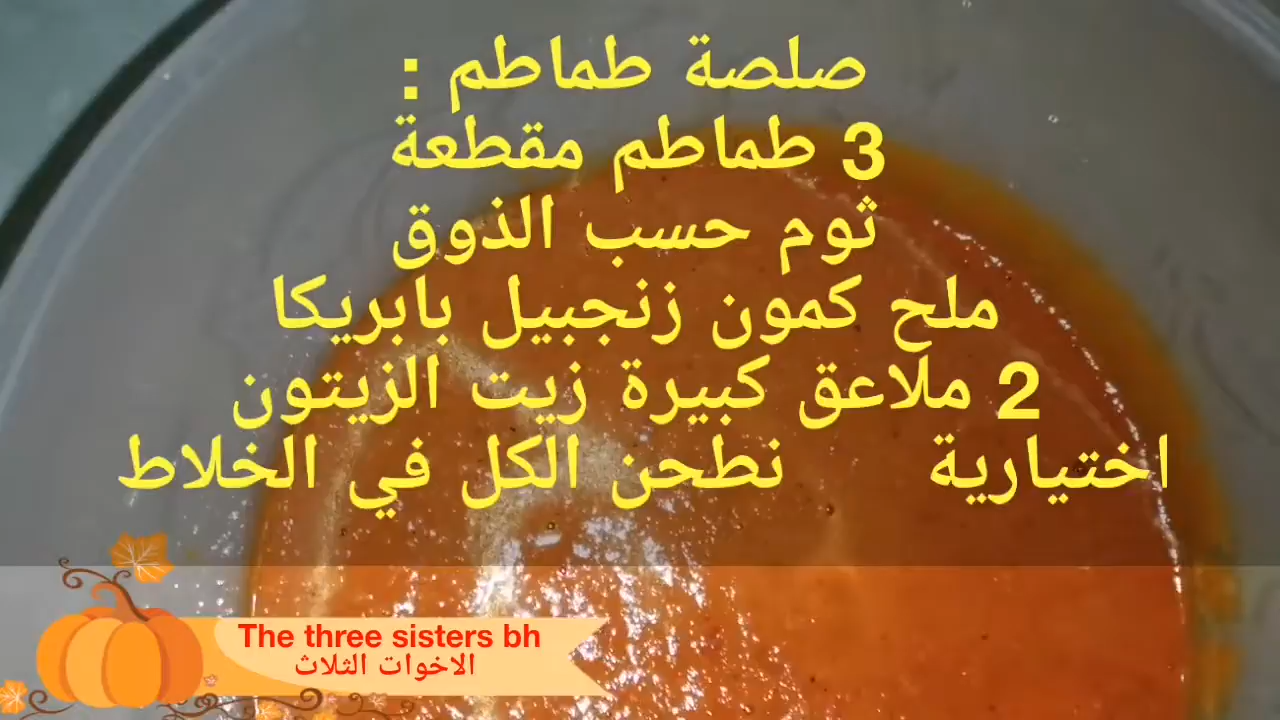 صلصة طماطم :
3 طماطم مقطعة
ثوم حسب الذوق
ملح كمون زنجبيل بابريكا
2 ملاعق كبيرة زيت الزيتون
اختيارية نطحن الكل في الخلاط
The three sisters bh
الاخوات الثلاث